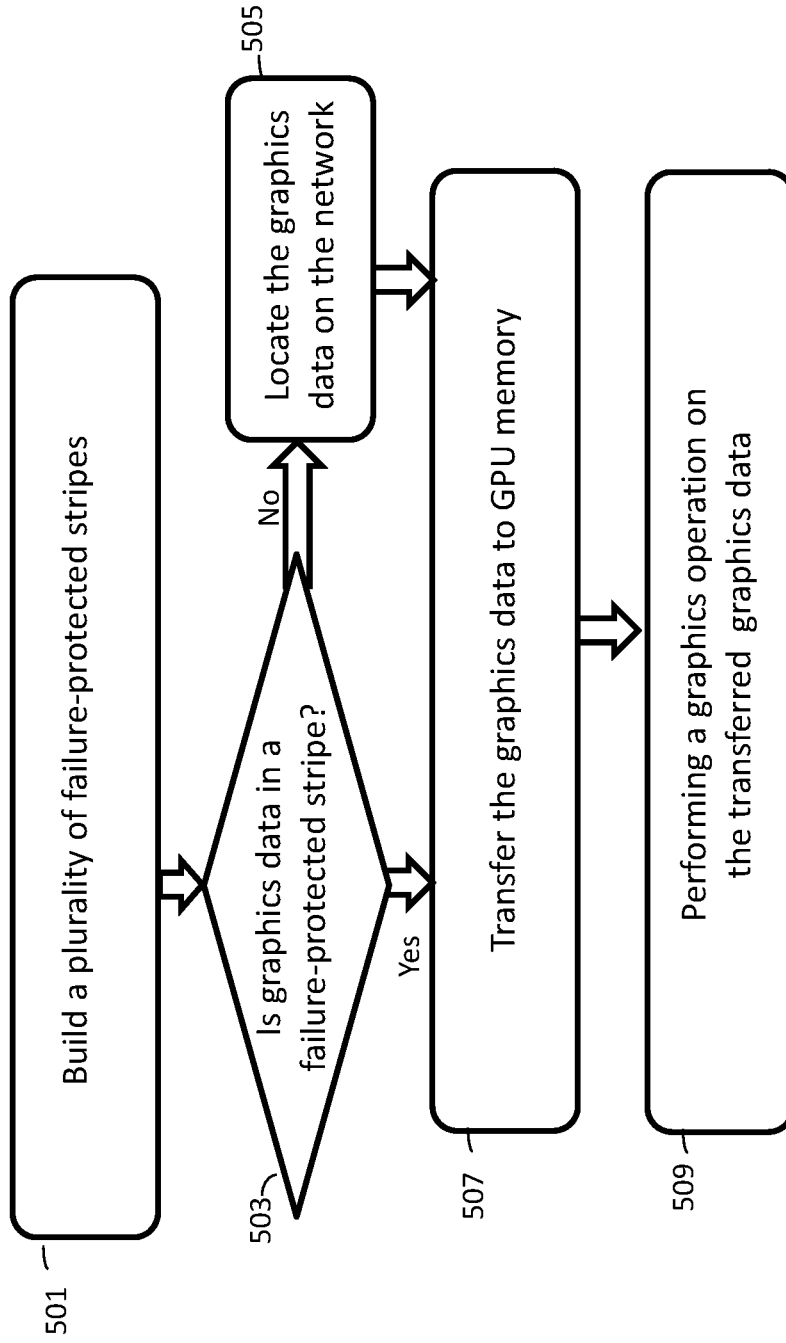 501
Build a plurality of failure-protected stripes
503
Is graphics data in a
failure-protected stripe?
No
505
Locate the graphics
data on the network
Yes
507
Transfer the graphics data to GPU memory
509
Performing a graphics operation on
the transferred graphics data